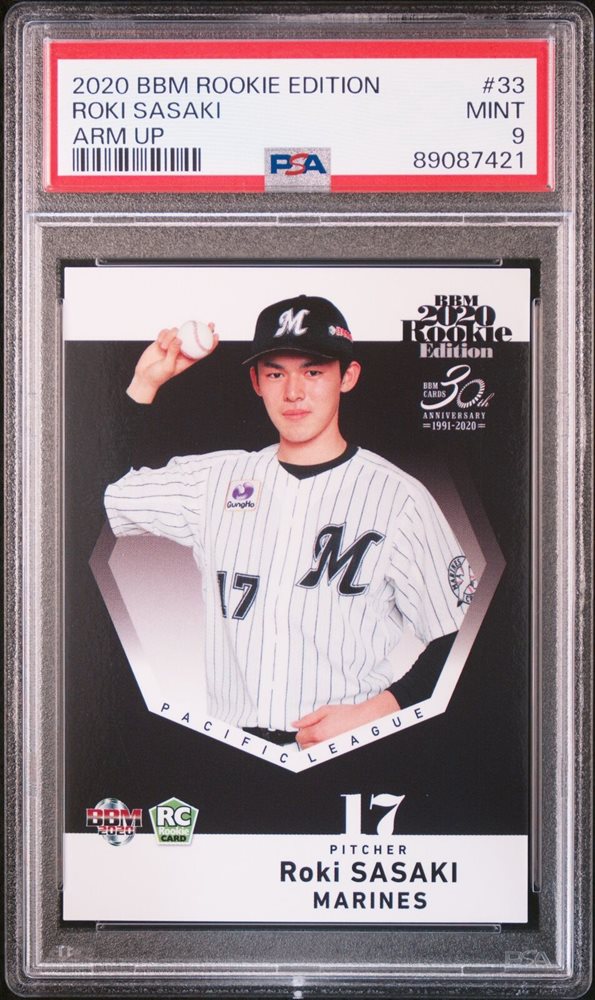 2020 BBM ROOKIE EDITION #33
ROKI SASAKI MINT
ARM UP 9
PSA 89087421
BBM
2020
Rookie
Edition
BBM
CARDS 30th
ANNIVERSARY
1991-2020
M
GungHo
17 M
PACIFIC LEAGUE
BBM
2020
RC
Rookie
CARD
17
PITCHER
Roki SASAKI
MARINES
PSA